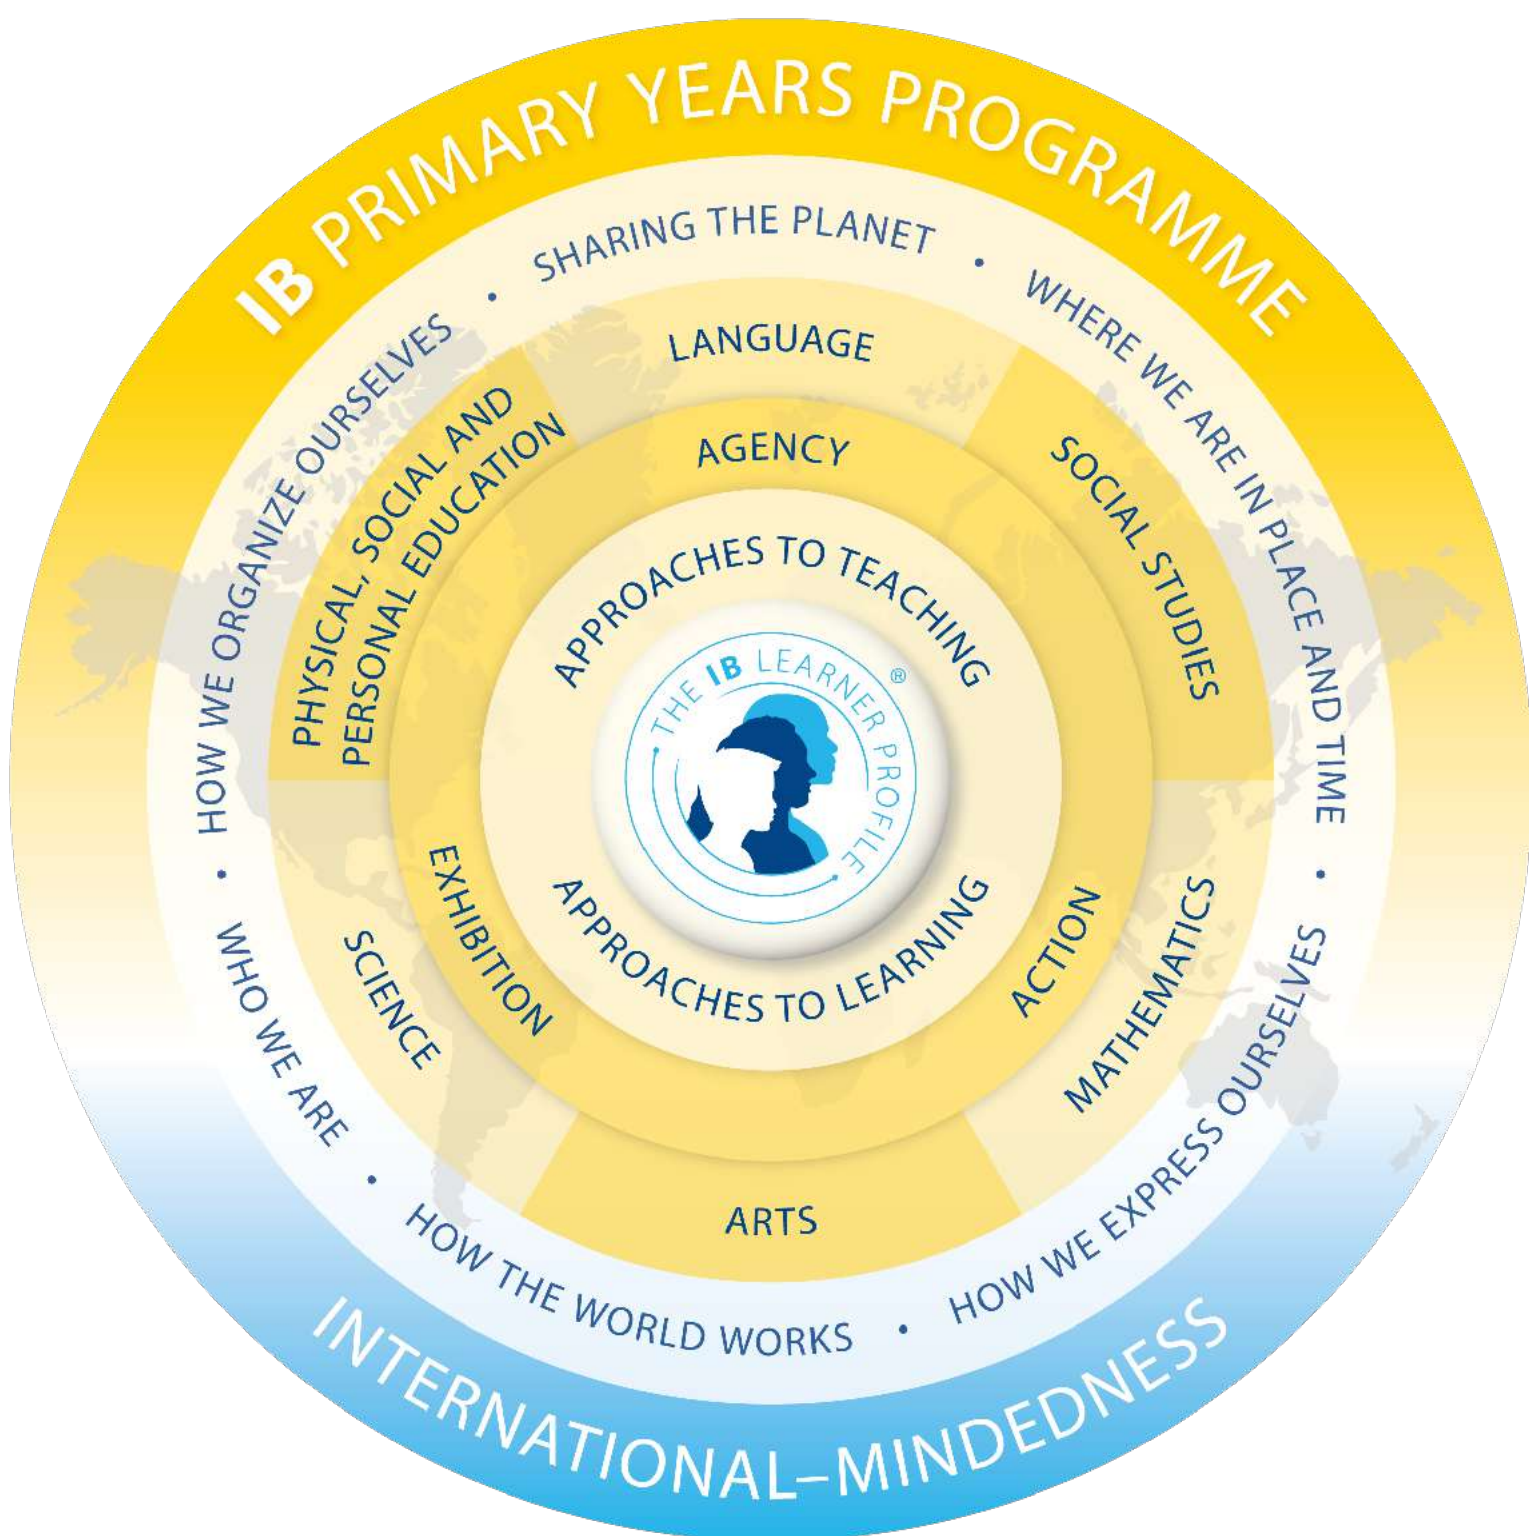 IB PRIMARY YEARS PROGRAMME
SHARING THE PLANET
•
WHERE WE ARE IN PLACE AND TIME
•
HOW WE EXPRESS OURSELVES
•
HOW THE WORLD WORKS
•
WHO WE ARE
•
HOW WE ORGANIZE OURSELVES
•
LANGUAGE
SOCIAL STUDIES
MATHEMATICS
ARTS
SCIENCE
PHYSICAL, SOCIAL AND
PERSONAL EDUCATION
AGENCY
ACTION
EXHIBITION
APPROACHES TO TEACHING
THE IB LEARNER PROFILE ®
APPROACHES TO LEARNING
INTERNATIONAL–MINDEDNESS